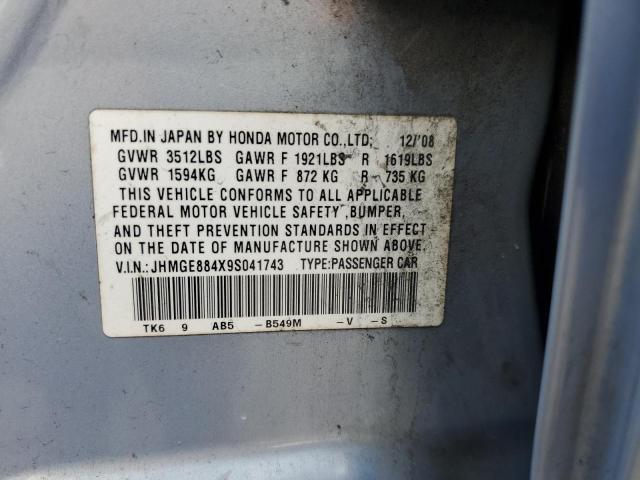 MFD.IN JAPAN BY HONDA MOTOR CO.,LTD; 12/'08
GVWR 3512LBS GAWR F 1921LBS R 1619LBS
GVWR 1594KG GAWR F 872 KG R 735 KG
THIS VEHICLE CONFORMS TO ALL APPLICABLE
FEDERAL MOTOR VEHICLE SAFETY,BUMPER,
AND THEFT PREVENTION STANDARDS IN EFFECT
ON THE DATE OF MANUFACTURE SHOWN ABOVE.
V.I.N.:JHMGE884X9S041743 TYPE:PASSENGER CAR
TK6 9 AB5 -B549M -V -S